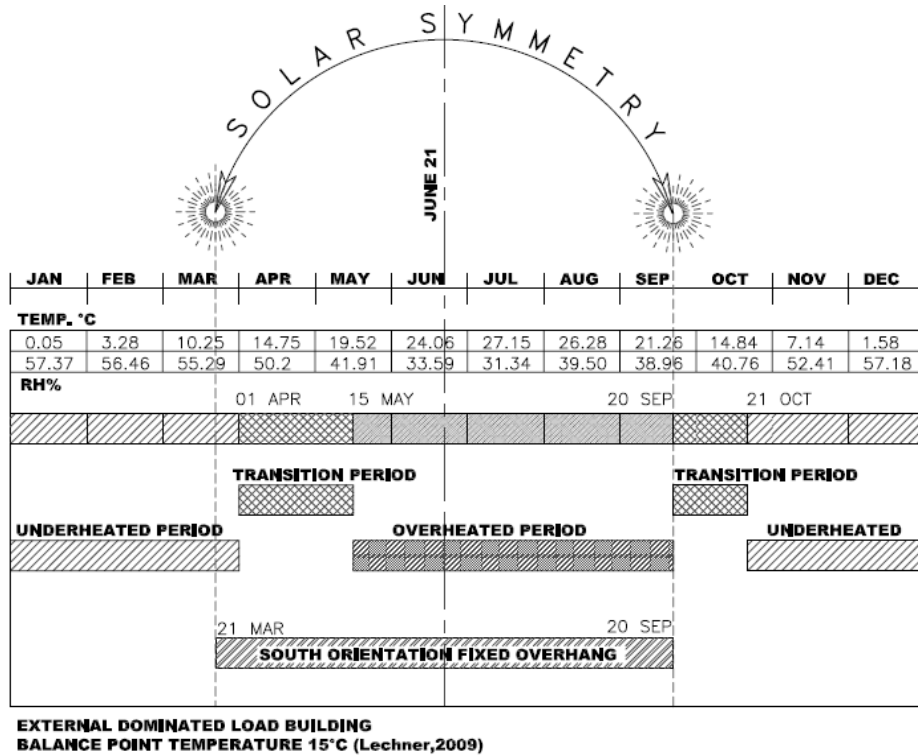 SOLAR SYMMETRY
JUNE 21
JAN FEB MAR APR MAY JUN JUL AUG SEP OCT NOV DEC
TEMP. °C
0.05 3.28 10.25 14.75 19.52 24.06 27.15 26.28 21.26 14.84 7.14 1.58
57.37 56.46 55.29 50.2 41.91 33.59 31.34 39.50 38.96 40.76 52.41 57.18
RH%
01 APR 15 MAY 20 SEP 21 OCT
TRANSITION PERIOD TRANSITION PERIOD
UNDERHEATED PERIOD OVERHEATED PERIOD UNDERHEATED
21 MAR 20 SEP
SOUTH ORIENTATION FIXED OVERHANG
EXTERNAL DOMINATED LOAD BUILDING
BALANCE POINT TEMPERATURE 15°C (Lechner,2009)